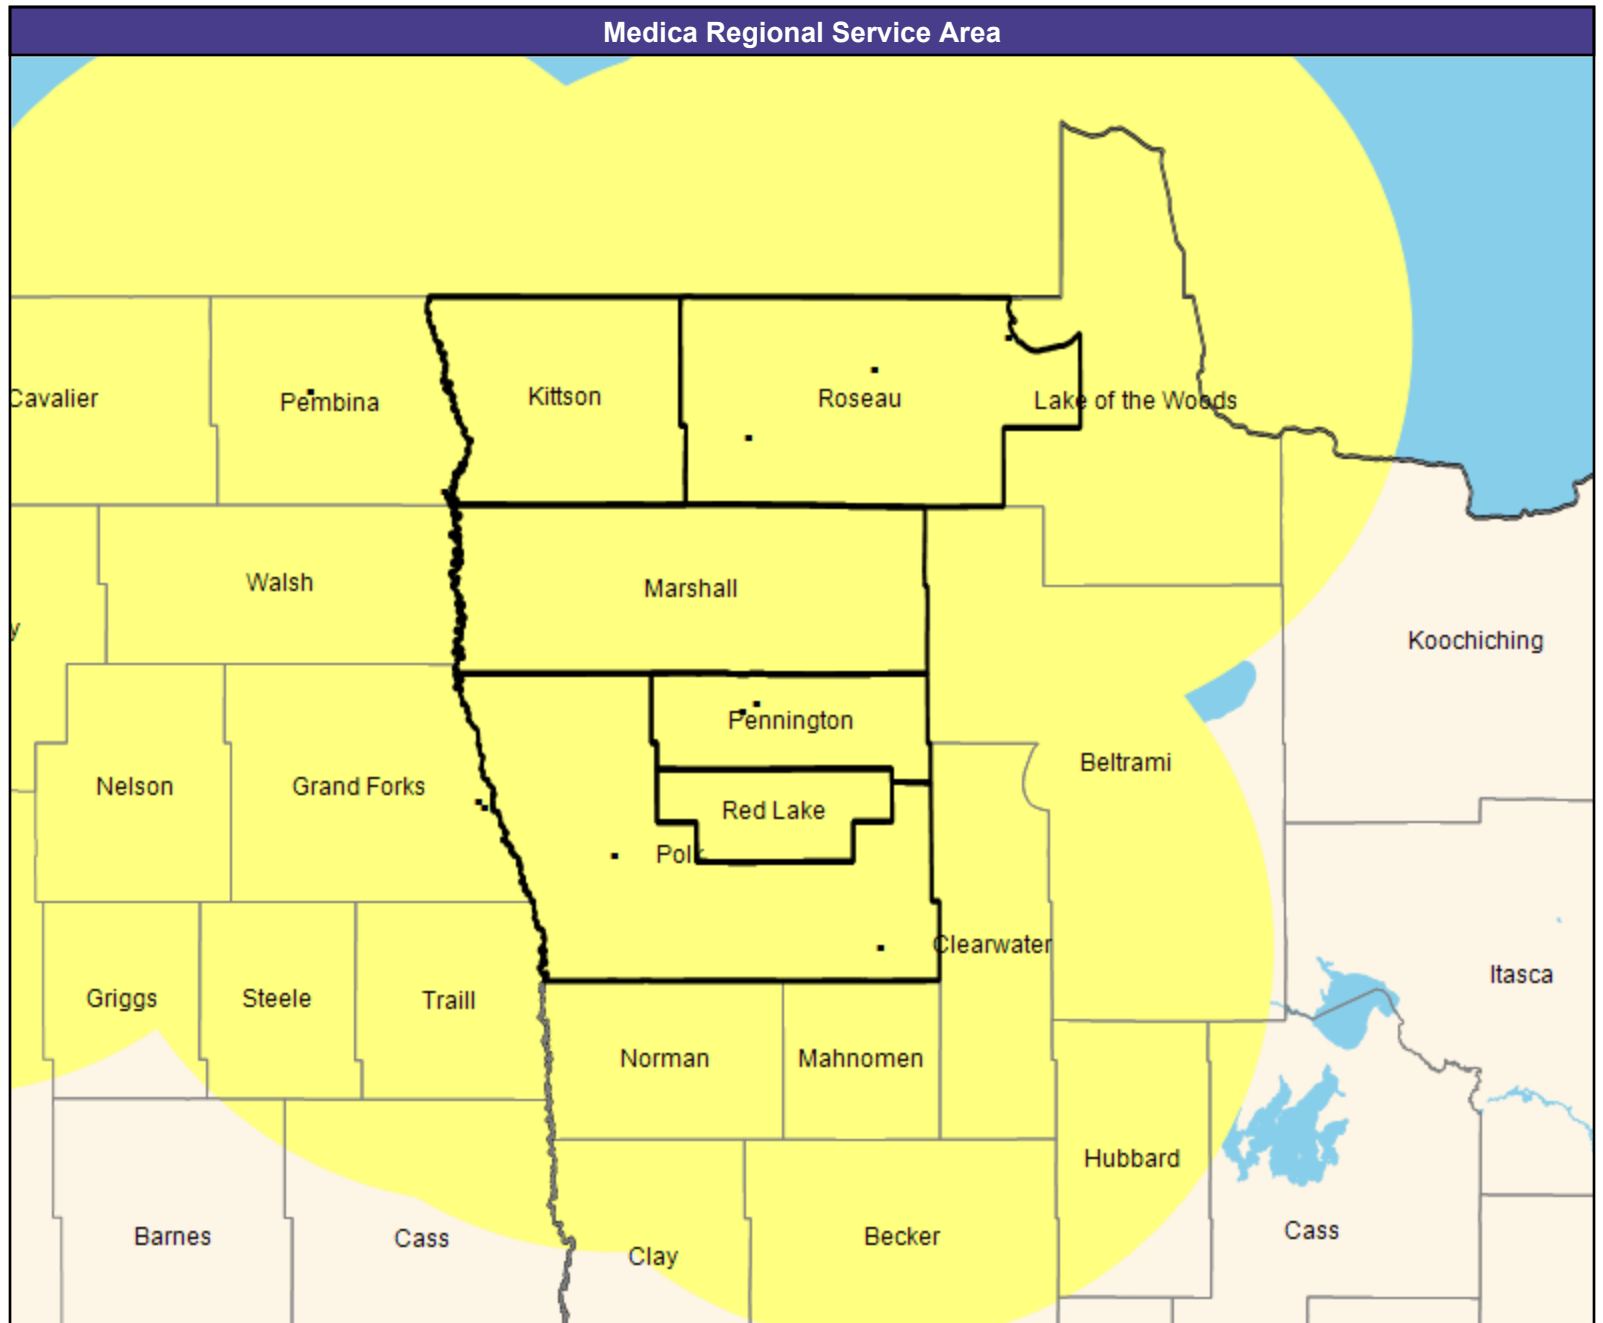 Medica Regional Service Area
Cavalier
Pembina
Kittson
Roseau
Lake of the Woods
Walsh
Marshall
y
Koochiching
Pennington
Beltrami
Nelson
Grand Forks
Red Lake
Polk
Clearwater
Itasca
Griggs
Steele
Traill
Norman
Mahnomen
Hubbard
Barnes
Cass
Clay
Becker
Cass